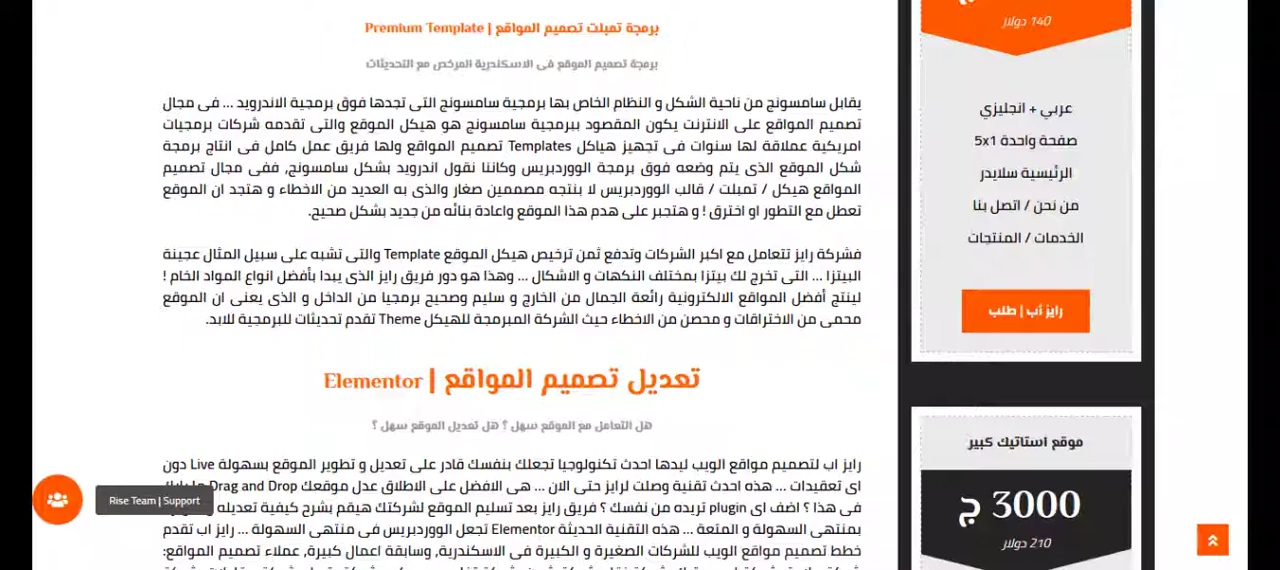 برمجة تمبلت تصميم المواقع | Premium Template
برمجة تصميم الموقع فى الاسكندرية المرخص مع التحديثات
يقابل سامسونج من ناحية الشكل و النظام الخاص بها برمجية سامسونج التى تجدها فوق برمجية الاندرويد ... فى مجال
تصميم المواقع على الانترنت يكون المقصود ببرمجية سامسونج هو هيكل الموقع والتى تقدمه شركات برمجيات
امريكية عملاقة لها سنوات فى تجهيز هياكل Templates تصميم المواقع ولها فريق عمل كامل فى انتاج برمجة
شكل الموقع الذى يتم وضعه فوق برمجة الووردبريس وكاننا نقول اندرويد بشكل سامسونج, ففى مجال تصميم
المواقع هيكل / تمبلت / قالب الووردبريس لا بنتجه مصممين صغار والذى به العديد من الاخطاء و هتجد ان الموقع
تعطل مع التطور او اخترق ! و هتجبر على هدم هذا الموقع واعادة بنائه من جديد بشكل صحيح.
فشركة رايز تتعامل مع اكبر الشركات وتدفع ثمن ترخيص هيكل الموقع Template والتى تشبه على سبيل المثال عجينة
البيتزا ... التى تخرج لك بيتزا بمختلف النكهات و الاشكال ... وهذا هو دور فريق رايز الذى يبدا بأفضل انواع المواد الخام !
لينتج أفضل المواقع الالكترونية رائعة الجمال من الخارج و سليم وصحيح برمجيا من الداخل و الذى يعنى ان الموقع
محمى من الاختراقات و محصن من الاخطاء حيث الشركة المبرمجة للهيكل Theme تقدم تحديثات للبرمجية للابد.
تعديل تصميم المواقع | Elementor
هل التعامل مع الموقع سهل ؟ هل تعديل الموقع سهل ؟
رايز اب لتصميم مواقع الويب ليدها احدث تكنولوجيا تجعلك بنفسك قادر على تعديل و تطوير الموقع بسهولة Live دون
اى تعقيدات ... هذه احدث تقنية وصلت لرايز حتى الان ... هى الافضل على الاطلاق عدل موقعك Drag and Drop
فى هذا ؟ اضف اى plugin تريده من نفسك ؟ فريق رايز بعد تسليم الموقع لشركتك هيقم بشرح كيفية تعديله
بمنتهى السهولة و المتعة ... هذه التقنية الحديثة Elementor تجعل الووردبريس فى منتهى السهولة ... رايز اب تقدم
خطط تصميم مواقع الويب للشركات الصغيرة و الكبيرة فى الاسكندرية, وسابقة اعمال كبيرة, عملاء تصميم المواقع:
Rise Team | Support
140 دولار
عربي + انجليزي
صفحة واحدة 5x1
الرئيسية سلايدر
من نحن / اتصل بنا
الخدمات / المنتجات
رايز أب | طلب
موقع استاتيك كبير
3000 ج
210 دولار